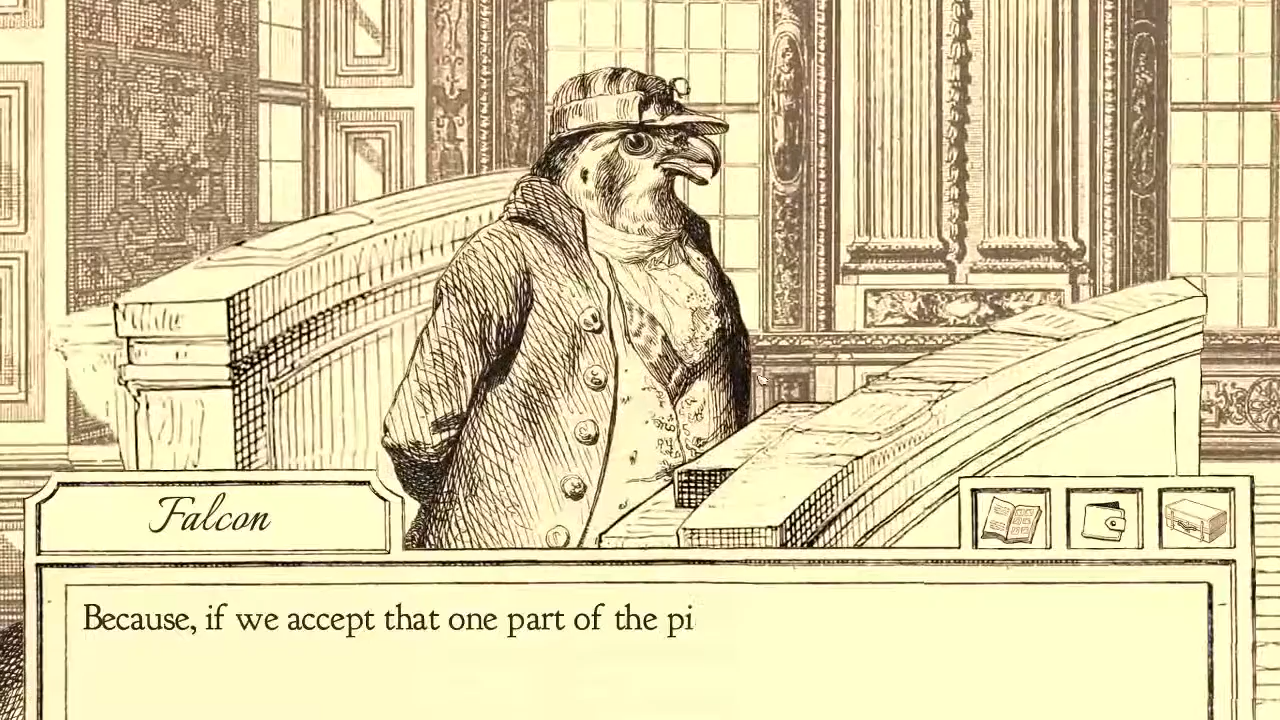 Falcon
Because, if we accept that one part of the pi